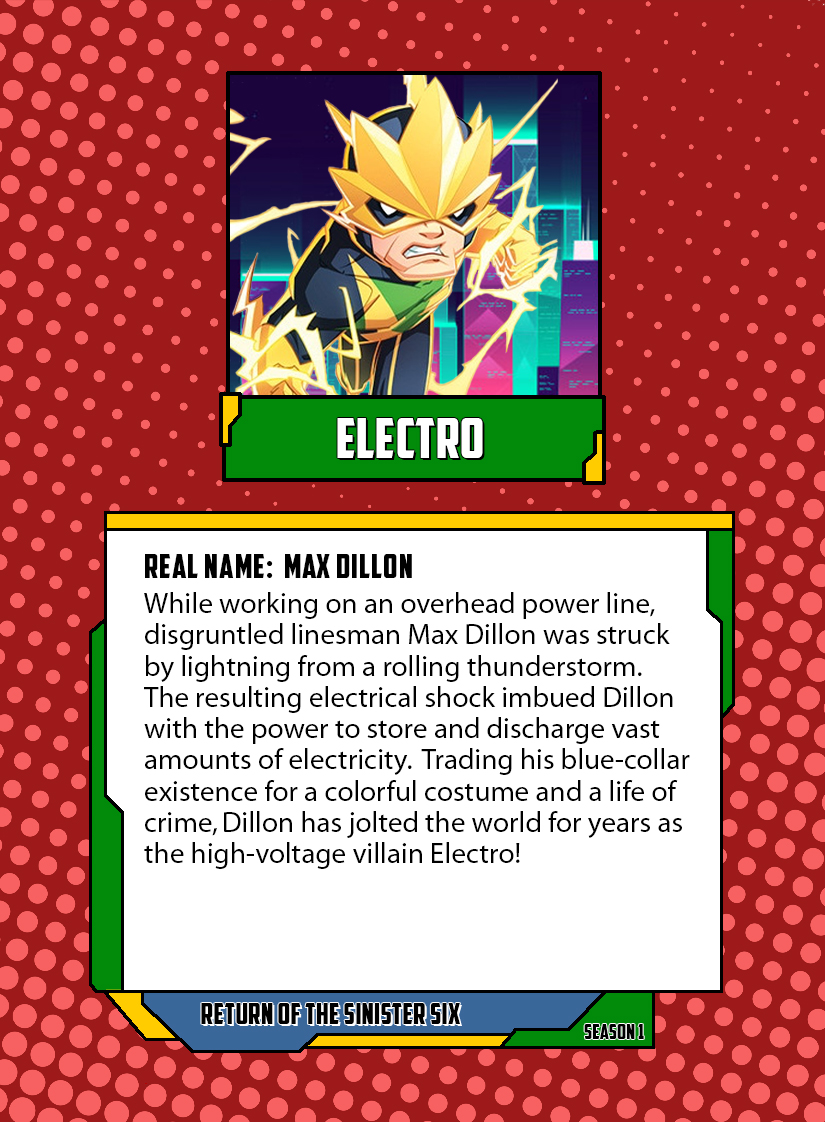 ELECTRO
REAL NAME: MAX DILLON
While working on an overhead power line,
disgruntled linesman Max Dillon was struck
by lightning from a rolling thunderstorm.
The resulting electrical shock imbued Dillon
with the power to store and discharge vast
amounts of electricity. Trading his blue-collar
existence for a colorful costume and a life of
crime, Dillon has jolted the world for years as
the high-voltage villain Electro!
RETURN OF THE SINISTER SIX
SEASON 1